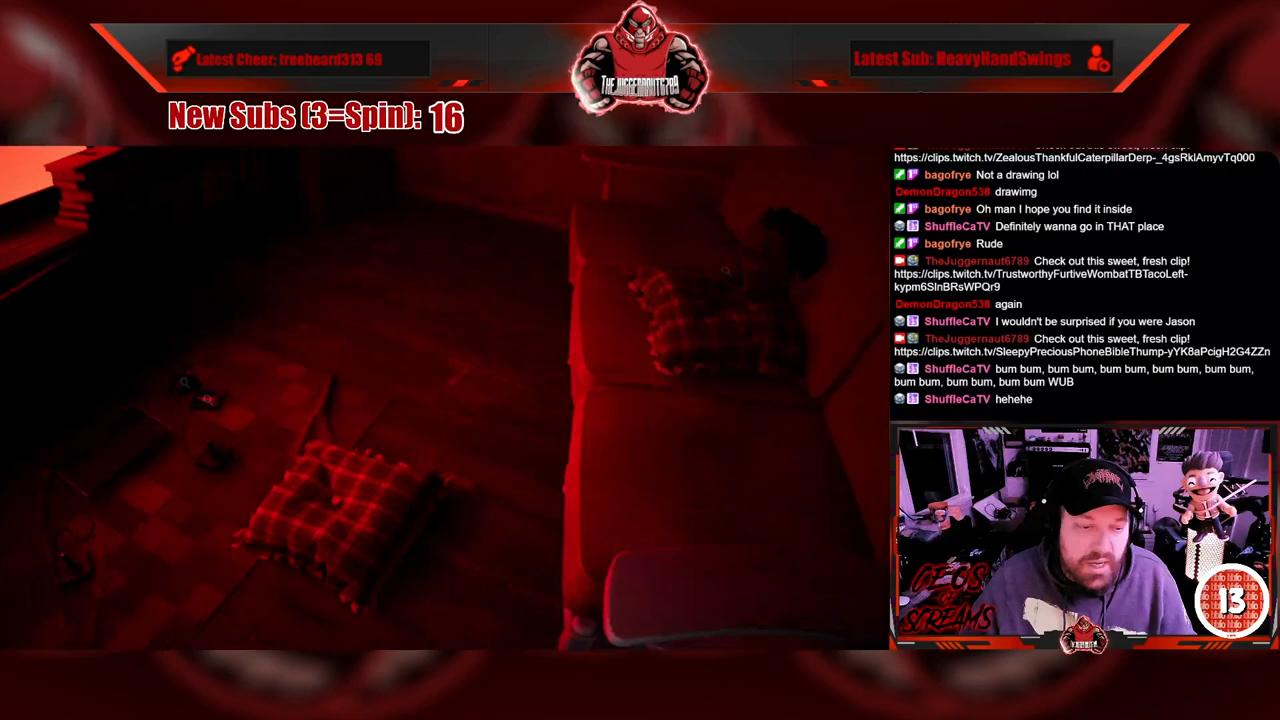 Latest Cheer: treebeard313 69
THEJUGGERNAUT6789
Latest Sub: HeavyHandSwings
New Subs (3=Spin): 16
https://clips.twitch.tv/ZealousThankfulCaterpillarDerp-_4gsRklAmyvTq000
bagofrye Not a drawing lol
DemonDragon538 drawimg
bagofrye Oh man I hope you find it inside
ShuffleCaTV Definitely wanna go in THAT place
bagofrye Rude
TheJuggernaut6789 Check out this sweet, fresh clip!
https://clips.twitch.tv/TrustworthyFurtiveWombatTBTacoLeft-
kypm6SlnBRsWPQr9
DemonDragon538 again
ShuffleCaTV I wouldn't be surprised if you were Jason
TheJuggernaut6789 Check out this sweet, fresh clip!
https://clips.twitch.tv/SleepyPreciousPhoneBibleThump-yYK8aPcigH2G4ZZn
ShuffleCaTV bum bum, bum bum, bum bum, bum bum, bum bum,
bum bum, bum bum, bum bum WUB
ShuffleCaTV hehehe
SCREAMS
13